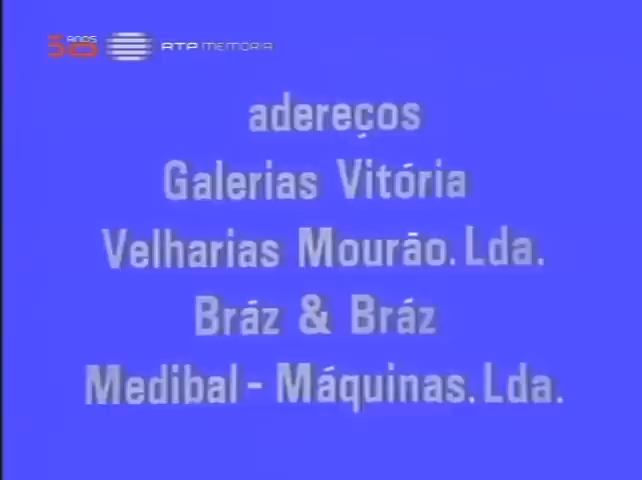 50 ANOS RTP MEMÓRIA
adereços
Galerias Vitória
Velharias Mourão. Lda.
Bráz & Bráz
Medibal - Máquinas. Lda.